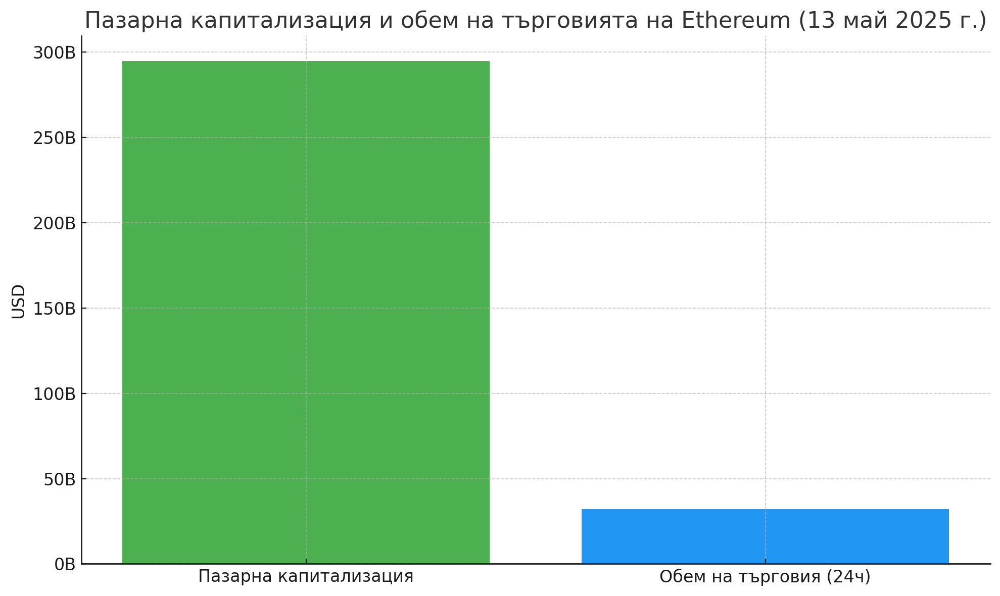 Пазарна капитализация и обем на търговията на Ethereum (13 май 2025 г.)
300B
250B
200B
150B
100B
50B
0B
USD
Пазарна капитализация
Обем на търговия (24ч)